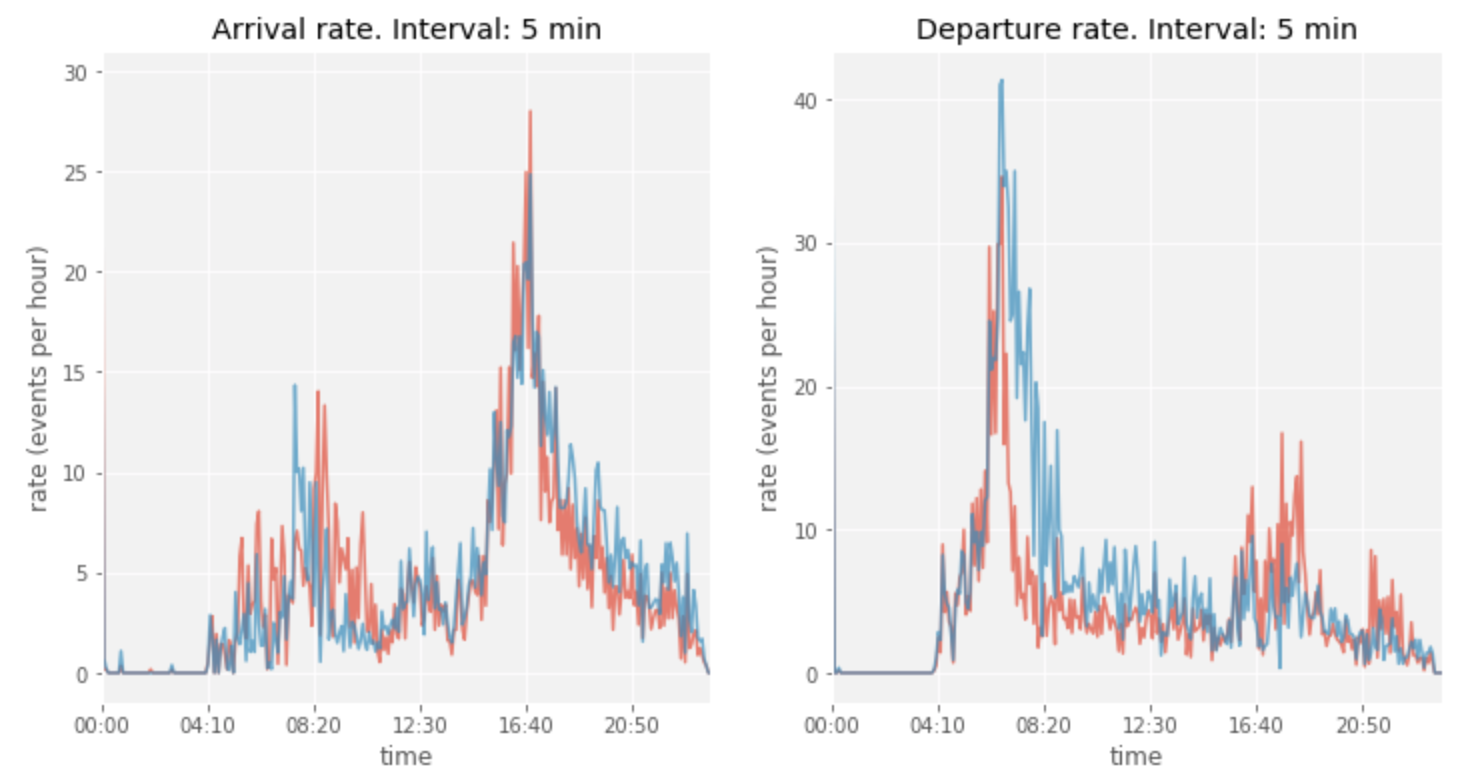 Arrival rate. Interval: 5 min
rate (events per hour)
30
25
20
15
10
5
0
00:00 04:10 08:20 12:30 16:40 20:50
time
Departure rate. Interval: 5 min
rate (events per hour)
40
30
20
10
0
00:00 04:10 08:20 12:30 16:40 20:50
time